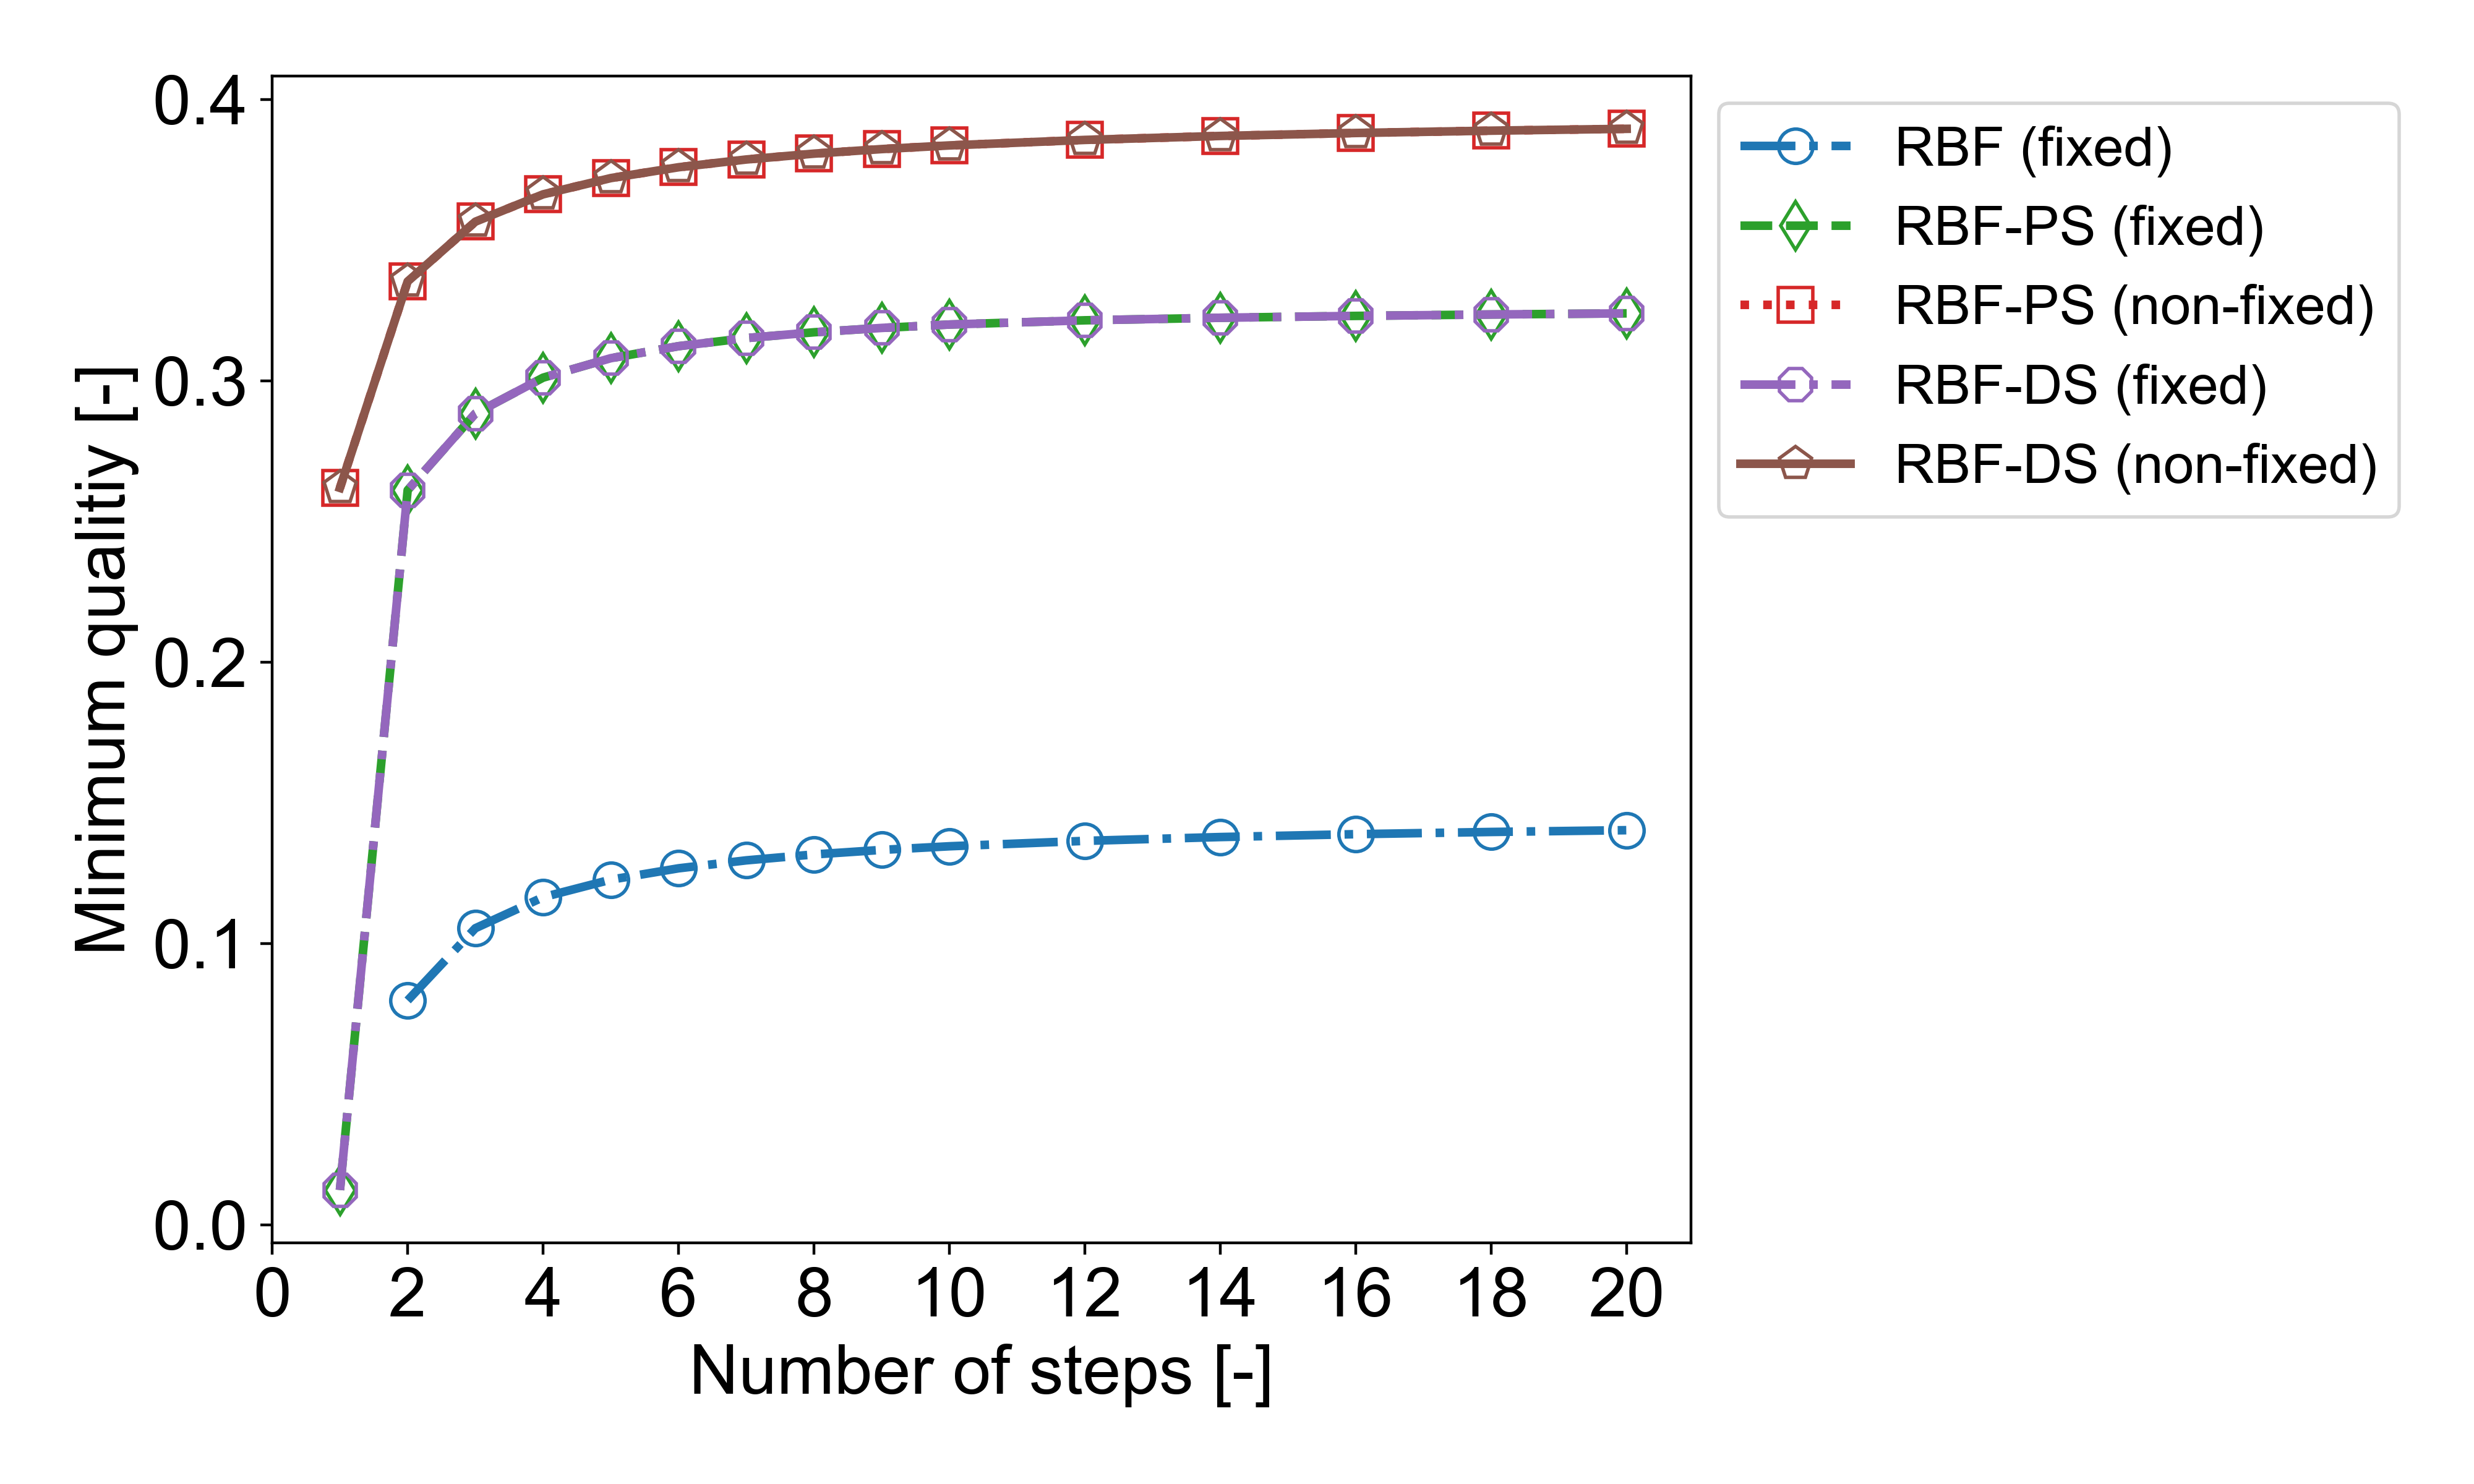 0.4
0.3
0.2
0.1
0.0
Minimum qualitiy [-]
0 2 4 6 8 10 12 14 16 18 20
Number of steps [-]
RBF (fixed)
RBF-PS (fixed)
RBF-PS (non-fixed)
RBF-DS (fixed)
RBF-DS (non-fixed)